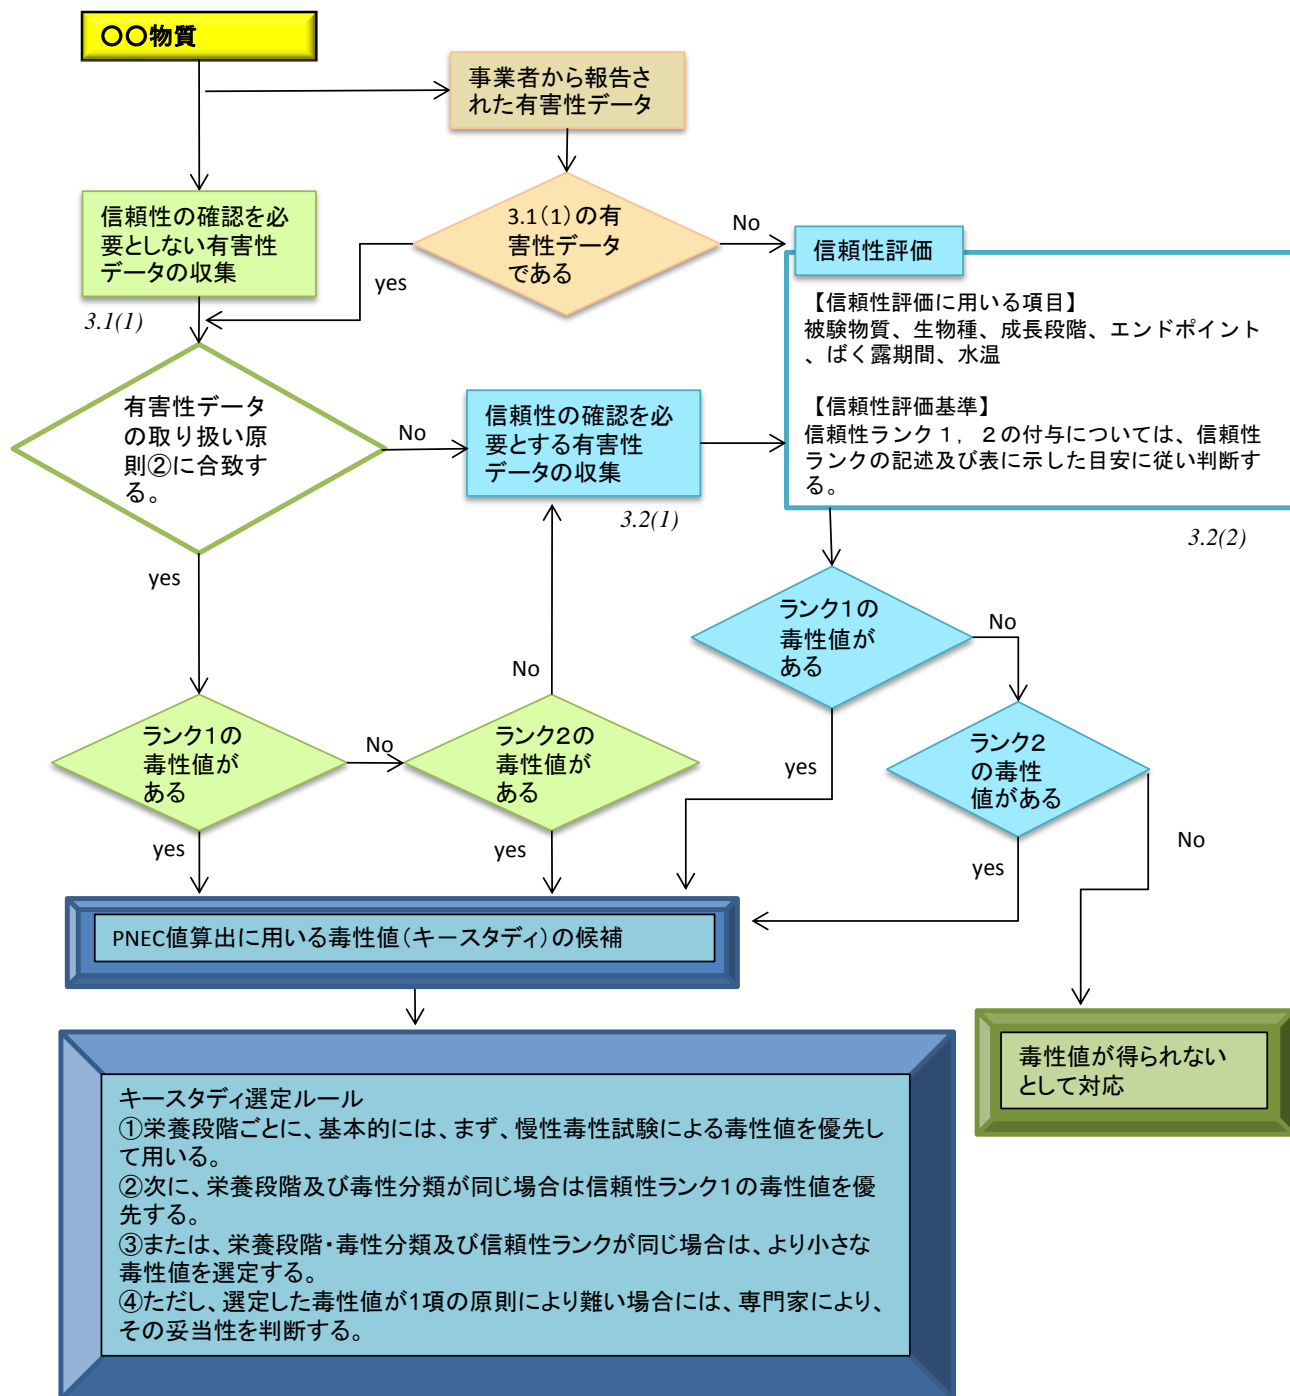 〇〇物質
事業者から報告さ
れた有害性データ
信頼性の確認を必
要としない有害性
データの収集
3.1(1)
3.1(1)の有
害性データ
である
No
yes
信頼性評価
【信頼性評価に用いる項目】
被験物質、生物種、成長段階、エンドポイント
、ばく露期間、水温
【信頼性評価基準】
信頼性ランク1，2の付与については、信頼性
ランクの記述及び表に示した目安に従い判断す
る。
3.2(2)
有害性データ
の取り扱い原
則②に合致す
る。
No
yes
信頼性の確認を必
要とする有害性
データの収集
3.2(1)
ランク1の
毒性値が
ある
No
yes
ランク2の
毒性値が
ある
No
yes
ランク1の
毒性値が
ある
No
yes
ランク2
の毒性
値がある
No
yes
PNEC値算出に用いる毒性値(キースタディ)の候補
毒性値が得られない
として対応
キースタディ選定ルール
①栄養段階ごとに、基本的には、まず、慢性毒性試験による毒性値を優先し
て用いる。
②次に、栄養段階及び毒性分類が同じ場合は信頼性ランク1の毒性値を優
先する。
③または、栄養段階・毒性分類及び信頼性ランクが同じ場合は、より小さな
毒性値を選定する。
④ただし、選定した毒性値が1項の原則により難い場合には、専門家により、
その妥当性を判断する。